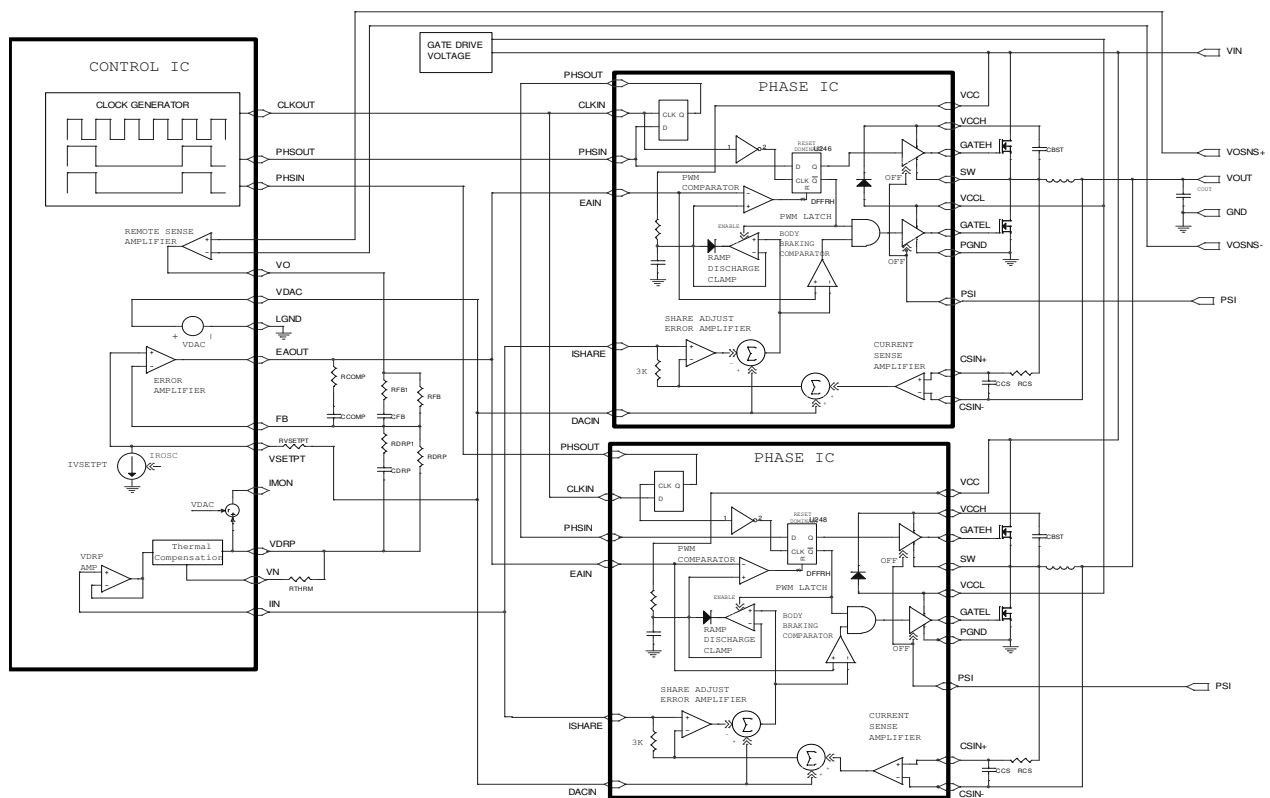 GATE DRIVE
VOLTAGE
VIN
CONTROL IC
CLOCK GENERATOR
CLKOUT
PHSOUT
PHSIN
REMOTE SENSE
AMPLIFIER
+
−
VO
VDAC
LGND
+ −
VDAC
EAOUT
+
−
ERROR
AMPLIFIER
RCOMP
RFB1
RFB
CCOMP
CFB
FB
RVSETPT
VSETPT
RDRP1
RDRP
CDRP
IVSETPT
IROSC
IMON
VDAC
Thermal
Compensation
VDRP
VDRP
AMP
+
−
VN
RTHRM
IIN
PHSOUT
PHASE IC
CLKIN
CLK Q
D
PHSIN
1 2
RESET
DOMINANT
U246
D Q
CLK Q
R
DFFRH
PWM
COMPARATOR
−
+
EAIN
PWM LATCH
ENABLE
BODY
BRAKING
COMPARATOR
RAMP
DISCHARGE
CLAMP
+
−
+ −
OFF
OFF
VCC
VCCH
GATEH
CBST
SW
VCCL
GATEL
PGND
PSI
VOSNS+
VOUT
COUT
GND
VOSNS-
PSI
SHARE ADJUST
ERROR AMPLIFIER
ISHARE
3K
+
−
Σ
− +
CURRENT
SENSE
AMPLIFIER
Σ
+ +
+
−
CSIN+
CCS
RCS
CSIN-
DACIN
PHSOUT
PHASE IC
CLKIN
CLK Q
D
PHSIN
1 2
RESET
DOMINANT
U248
D Q
CLK Q
R
DFFRH
PWM
COMPARATOR
−
+
EAIN
PWM LATCH
ENABLE
BODY
BRAKING
COMPARATOR
RAMP
DISCHARGE
CLAMP
+
−
+ −
OFF
OFF
VCC
VCCH
GATEH
CBST
SW
VCCL
GATEL
PGND
PSI
PSI
SHARE ADJUST
ERROR AMPLIFIER
ISHARE
3K
+
−
Σ
− +
CURRENT
SENSE
AMPLIFIER
Σ
+ +
+
−
CSIN+
CCS
RCS
CSIN-
DACIN